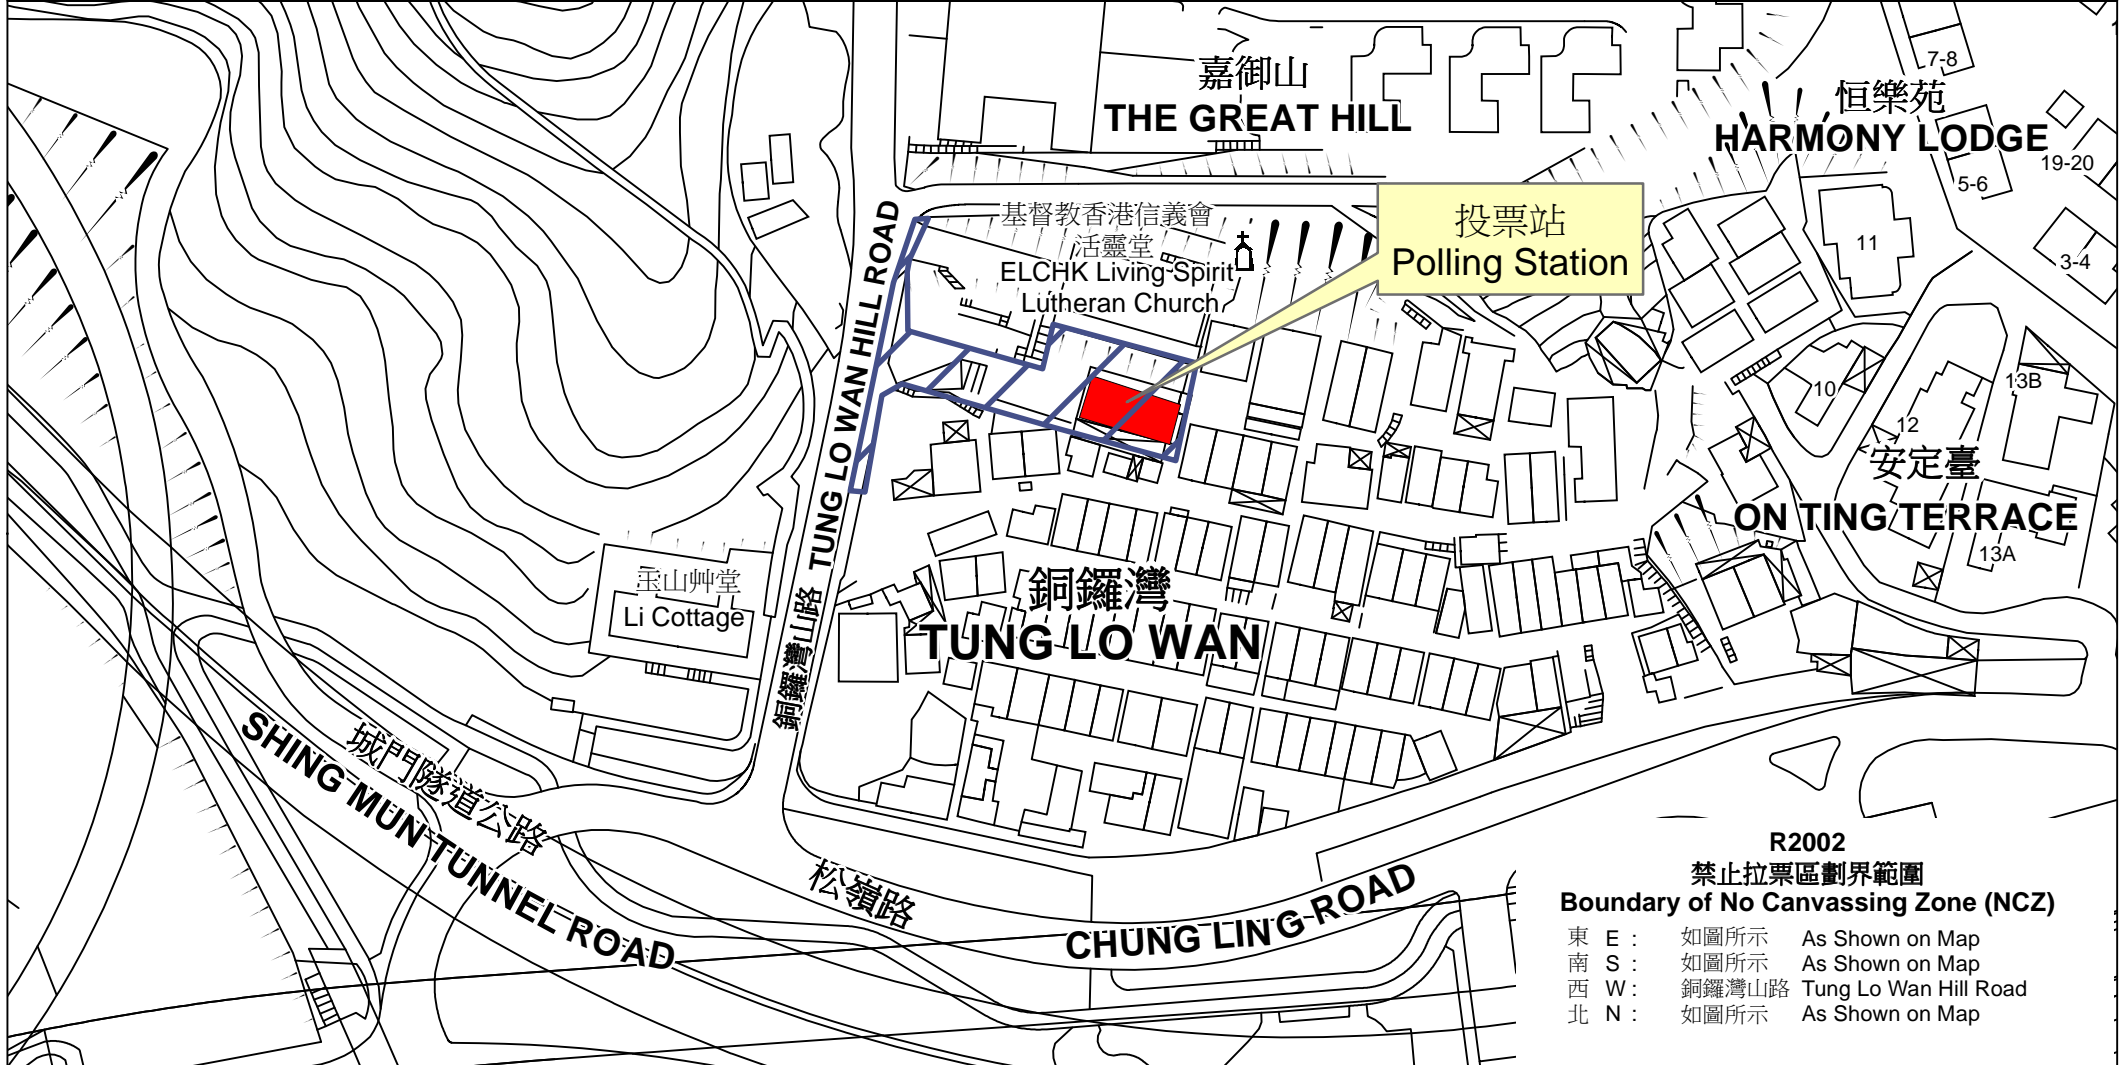 嘉御山
THE GREAT HILL
恒樂苑
HARMONY LODGE
7-8
19-20
5-6
3-4
11
10
12
13B
13A
基督教香港信義會
活靈堂
ELCHK Living Spirit
Lutheran Church
投票站
Polling Station
安定臺
ON TING TERRACE
玉山艸堂
Li Cottage
銅鑼灣山路 TUNG LO WAN HILL ROAD
TUNG LO WAN HILL ROAD
銅鑼灣
TUNG LO WAN
城門隧道公路
SHING MUN TUNNEL ROAD
松嶺路
CHUNG LING ROAD
R2002
禁止拉票區劃界範圍
Boundary of No Canvassing Zone (NCZ)
東 E : 如圖所示 As Shown on Map
南 S : 如圖所示 As Shown on Map
西 W : 銅鑼灣山路 Tung Lo Wan Hill Road
北 N : 如圖所示 As Shown on Map